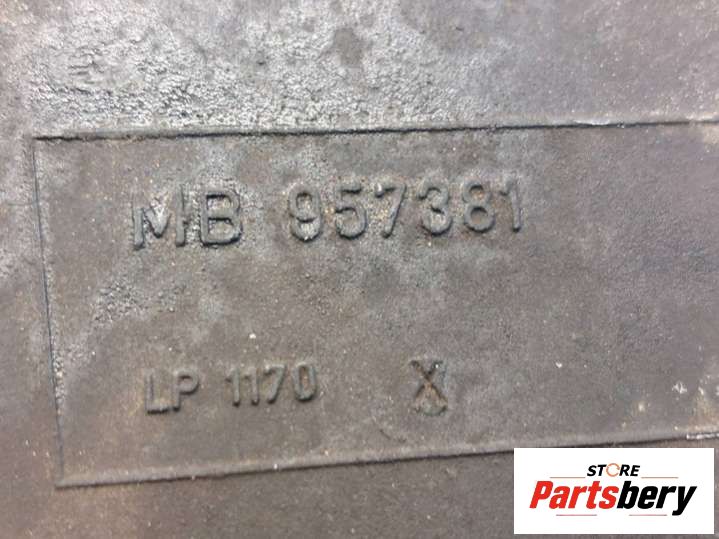 MB 957381
LP 1170 X
STORE
Partsbery